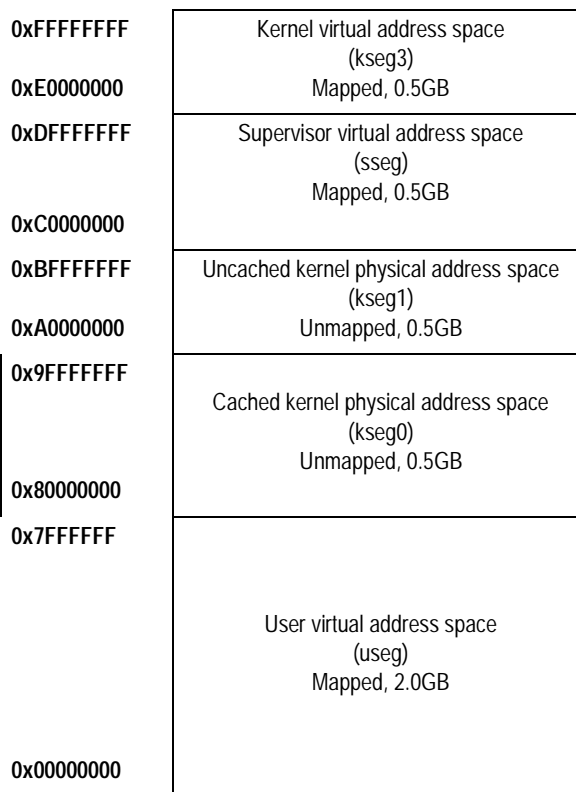 0xFFFFFFFF
Kernel virtual address space
(kseg3)
0xE0000000
Mapped, 0.5GB
0xDFFFFFFF
Supervisor virtual address space
(sseg)
Mapped, 0.5GB
0xC0000000
0xBFFFFFFF
Uncached kernel physical address space
(kseg1)
0xA0000000
Unmapped, 0.5GB
0x9FFFFFFF
Cached kernel physical address space
(kseg0)
Unmapped, 0.5GB
0x80000000
0x7FFFFFF
User virtual address space
(useg)
Mapped, 2.0GB
0x00000000